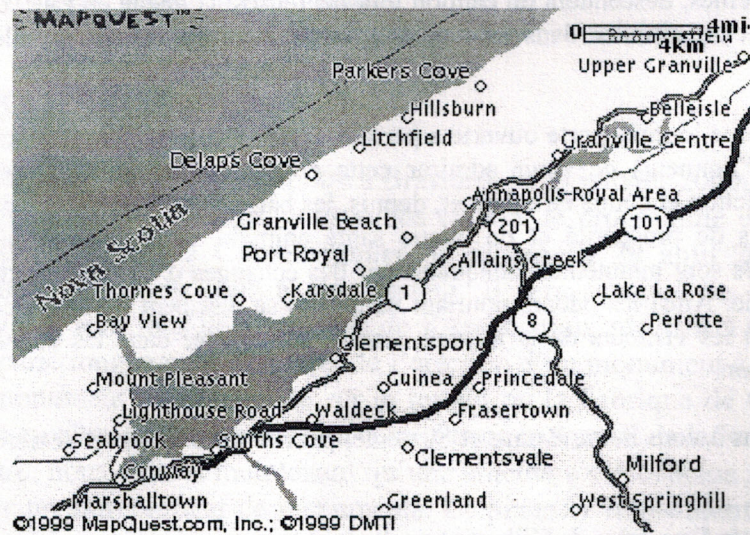 MAPQUEST
0 4mi
4km
Parkers Cove
Upper Granville
Hillsburn
Belleisle
Litchfield
Granville Centre
Delaps Cove
Annapolis-Royal Area
Nova Scotia
Granville Beach
201
101
Port Royal
Allains Creek
Thornes Cove
Karsdale
1
Lake La Rose
Bay View
8
Perotte
Clementsport
Mount Pleasant
Guinea
Princedale
Lighthouse Road
Waldeck
Frasertown
Seabrook
Smiths Cove
Clementsvale
Conway
Milford
Marshalltown
Greenland
West Springhill
©1999 MapQuest.com, Inc.; ©1999 DMTI